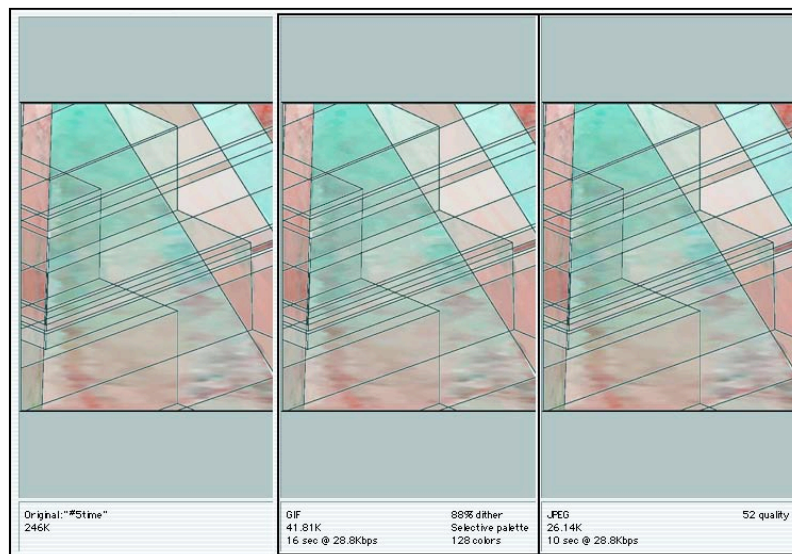 Original:"#5time"
246K
GIF 88% dither
41.81K Selective palette
16 sec @ 28.8Kbps 128 colors
JPEG 52 quality
26.14K
10 sec @ 28.8Kbps